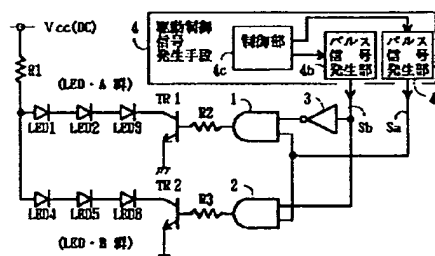 Vcc(DC)
4
駆動制御
信号
発生手段
制御部
4c
パルス
信号
発生部
4b
パルス
信号
発生部
R1
(LED・A 群)
LED1 LED2 LED3
TR1
R2
1
3
Sb
Sa
TR2
R3
2
LED4 LED5 LED6
(LED・B 群)